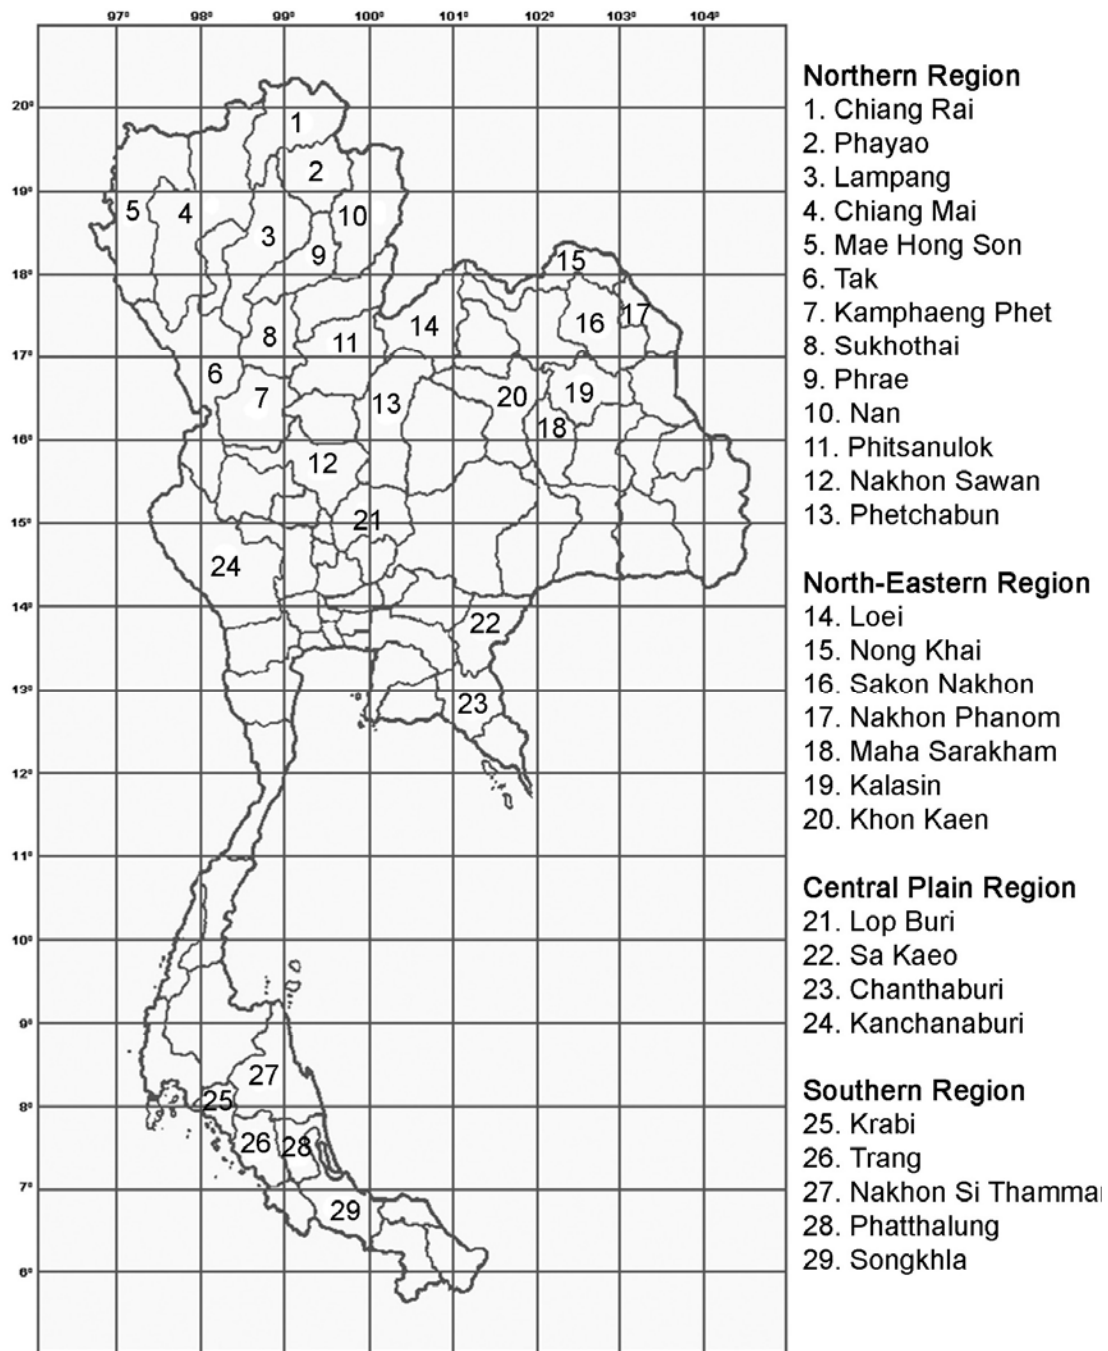 97° 98° 99° 100° 101° 102° 103° 104°
20°
19°
18°
17°
16°
15°
14°
13°
12°
11°
10°
9°
8°
7°
6°
1
2
5
4
10
3
9
15
17
14
16
8
11
6
7
13
20
19
18
12
21
24
22
23
27
25
26
28
29
Northern Region
1. Chiang Rai
2. Phayao
3. Lampang
4. Chiang Mai
5. Mae Hong Son
6. Tak
7. Kamphaeng Phet
8. Sukhothai
9. Phrae
10. Nan
11. Phitsanulok
12. Nakhon Sawan
13. Phetchabun
North-Eastern Region
14. Loei
15. Nong Khai
16. Sakon Nakhon
17. Nakhon Phanom
18. Maha Sarakham
19. Kalasin
20. Khon Kaen
Central Plain Region
21. Lop Buri
22. Sa Kaeo
23. Chanthaburi
24. Kanchanaburi
Southern Region
25. Krabi
26. Trang
27. Nakhon Si Thammar
28. Phatthalung
29. Songkhla